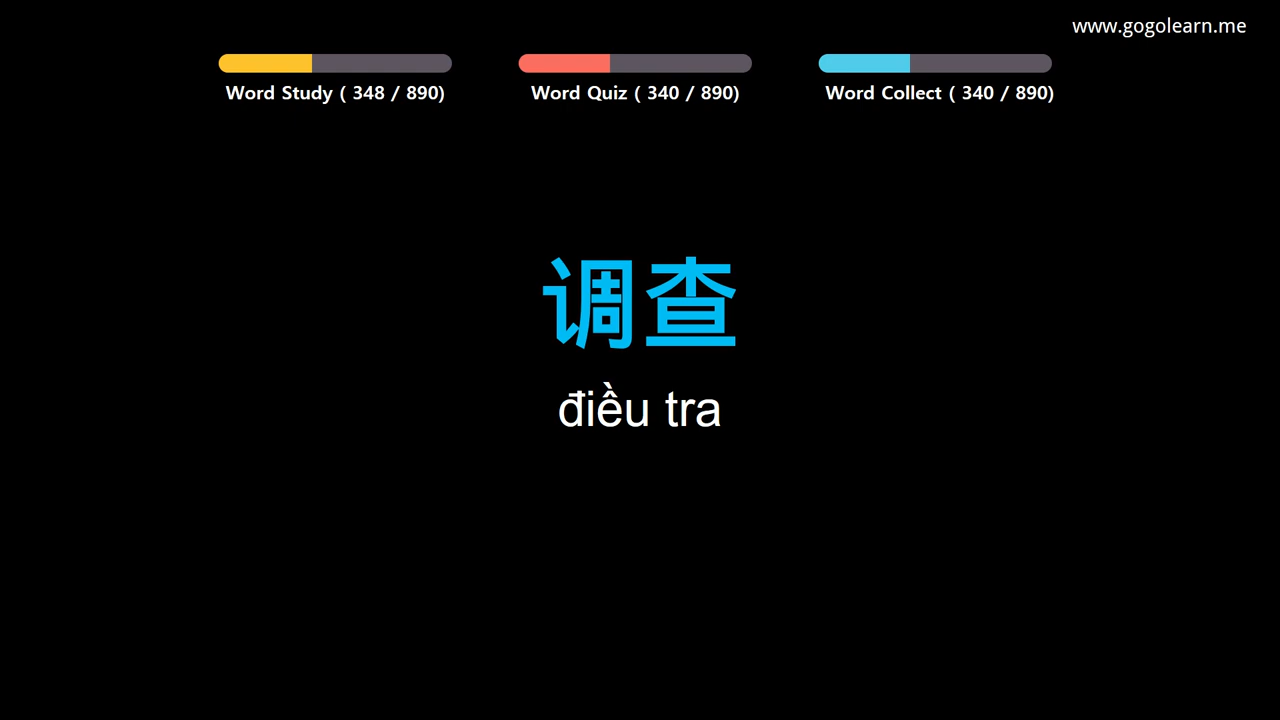 www.gogolearn.me
Word Study ( 348 / 890)
Word Quiz ( 340 / 890)
Word Collect ( 340 / 890)
调查
điều tra